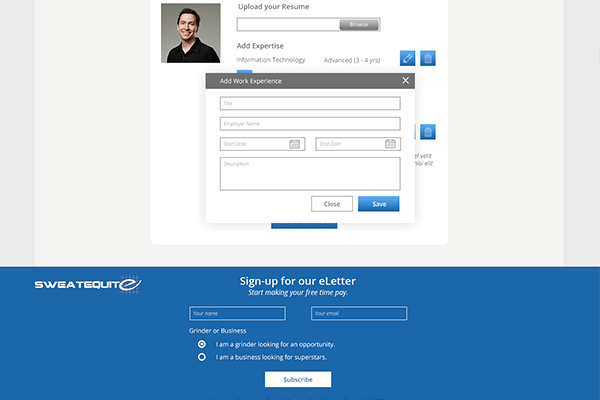 Upload your Resume
Browse
Add Expertise
Information Technology Advanced (3 - 4 yrs)
Add Work Experience
Title
Employer Name
Start Date End Date
Description
el velit
nisi elit
Close Save
SWEATEQUITe
Sign-up for our eLetter
Start making your free time pay.
Your name Your email
Grinder or Business
I am a grinder looking for an opportunity.
I am a business looking for superstars.
Subscribe